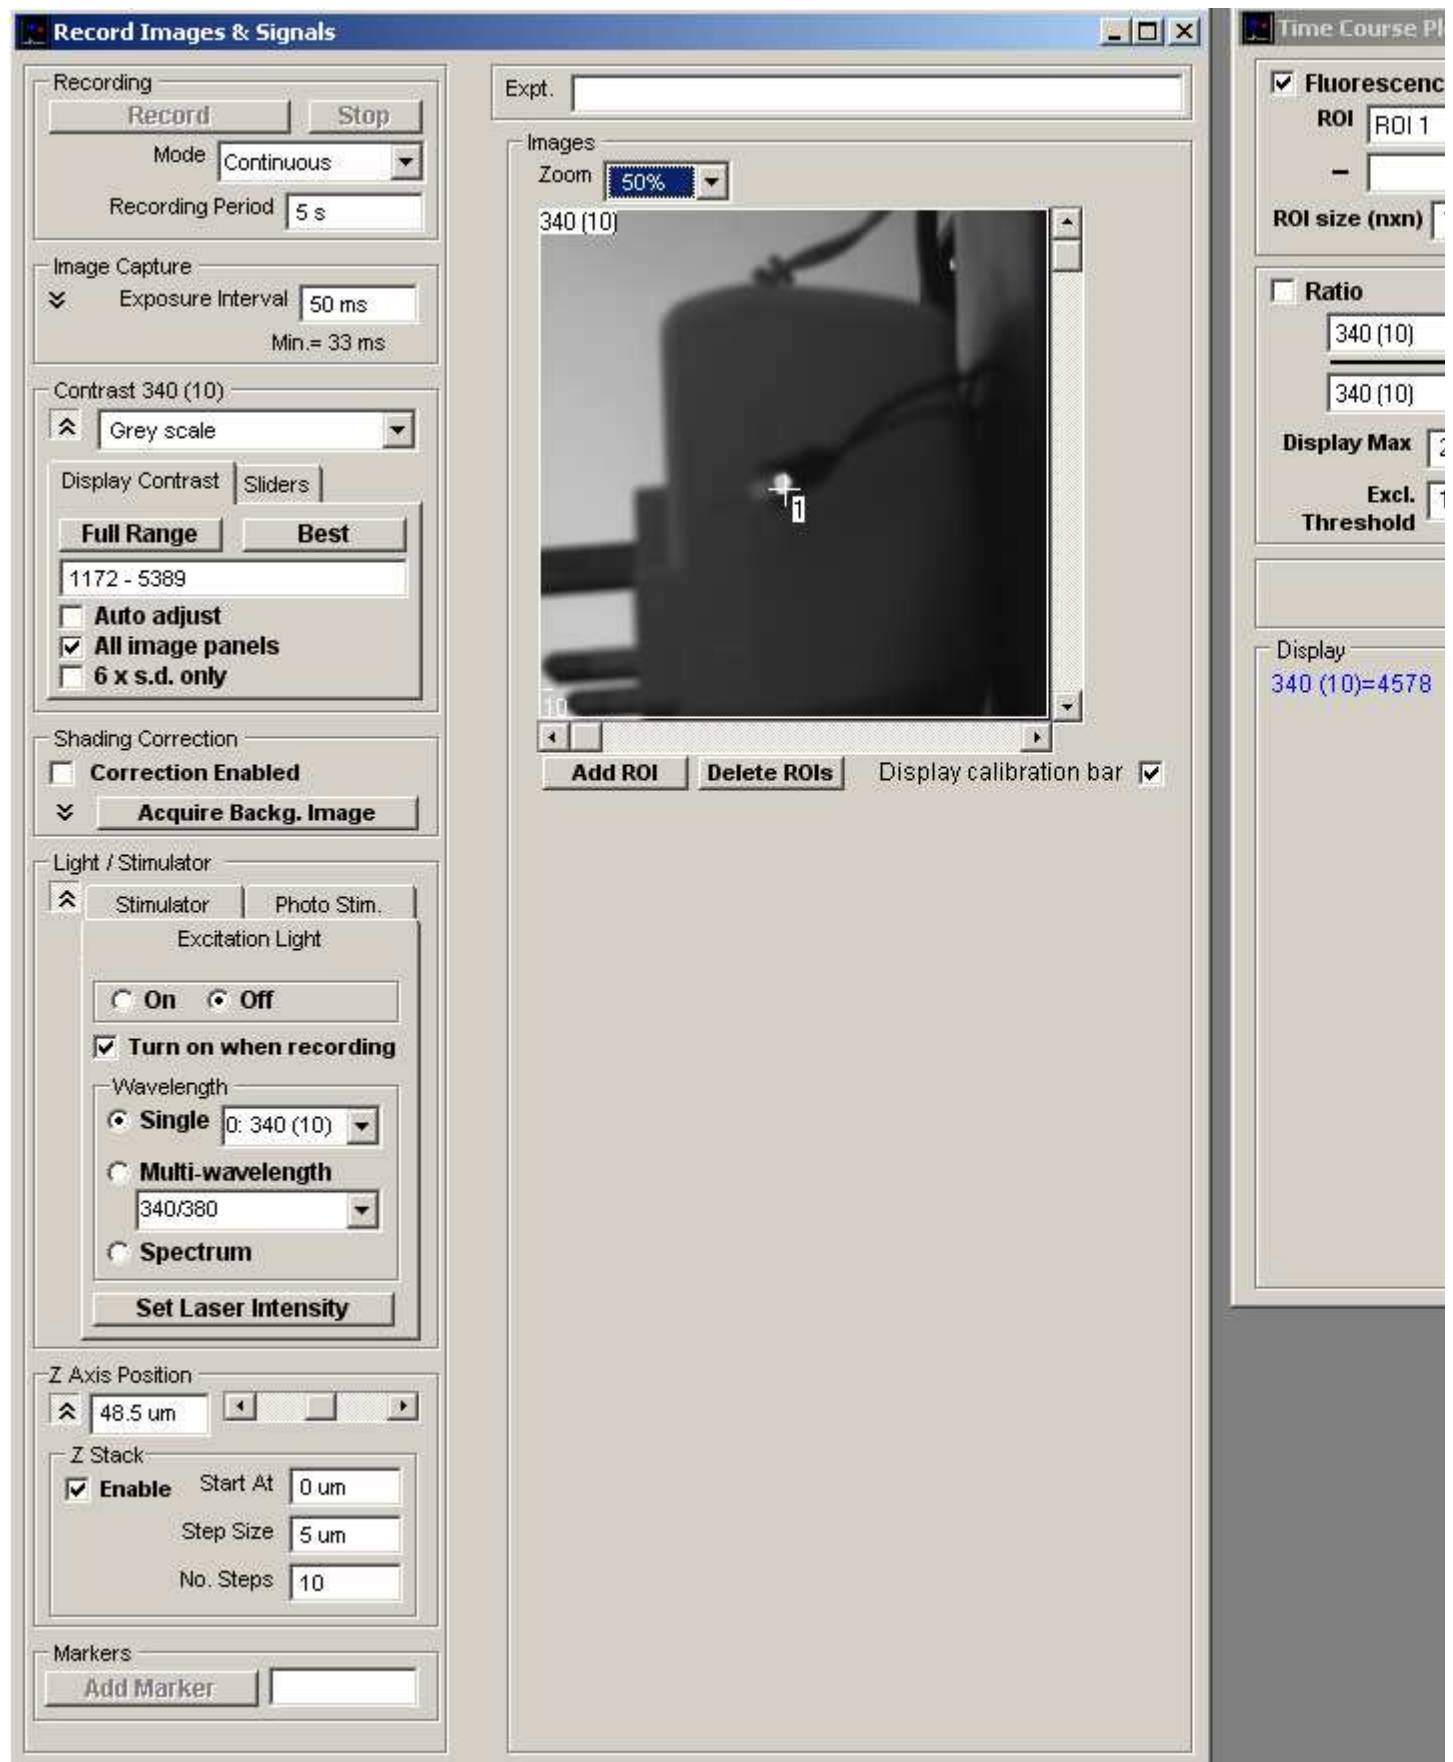 Record Images & Signals
Recording
Record Stop
Mode Continuous
Recording Period 5 s
Image Capture
Exposure Interval 50 ms
Min.= 33 ms
Contrast 340 (10)
Grey scale
Display Contrast Sliders
Full Range Best
1172 - 5389
Auto adjust
All image panels
6 x s.d. only
Shading Correction
Correction Enabled
Acquire Backg. Image
Light / Stimulator
Stimulator Photo Stim.
Excitation Light
On Off
Turn on when recording
Wavelength
Single 0: 340 (10)
Multi-wavelength
340/380
Spectrum
Set Laser Intensity
Z Axis Position
48.5 um
Z Stack
Enable Start At 0 um
Step Size 5 um
No. Steps 10
Markers
Add Marker
Expt.
Images
Zoom 50%
340 (10)
1
10
Add ROI Delete ROIs Display calibration bar
Time Course Pl
Fluorescenc
ROI ROI 1
–
ROI size (nxn)
Ratio
340 (10)
340 (10)
Display Max
Excl.
Threshold
Display
340 (10)=4578